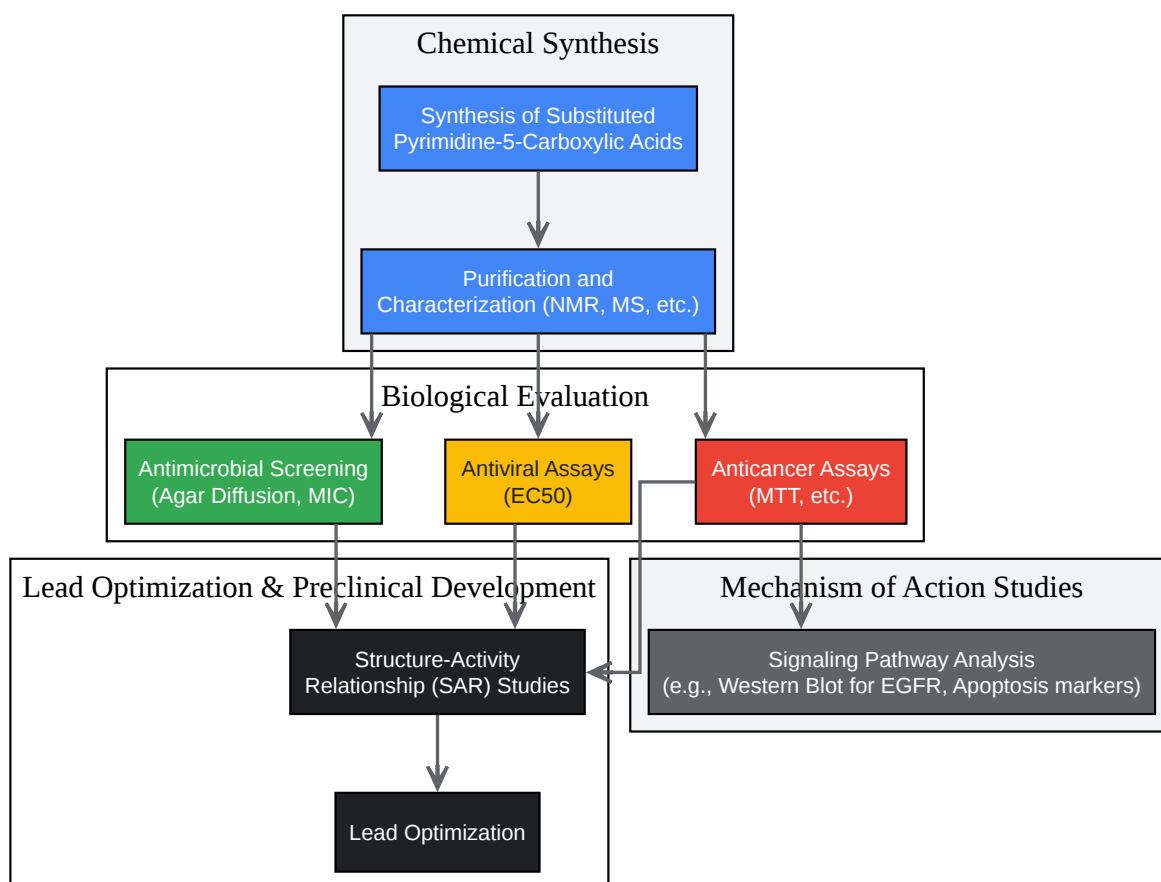 Chemical Synthesis
Synthesis of Substituted
Pyrimidine-5-Carboxylic Acids
Purification and
Characterization (NMR, MS, etc.)
Biological Evaluation
Antimicrobial Screening
(Agar Diffusion, MIC)
Antiviral Assays
(EC50)
Anticancer Assays
(MTT, etc.)
Lead Optimization & Preclinical Development
Structure-Activity
Relationship (SAR) Studies
Lead Optimization
Mechanism of Action Studies
Signaling Pathway Analysis
(e.g., Western Blot for EGFR, Apoptosis markers)